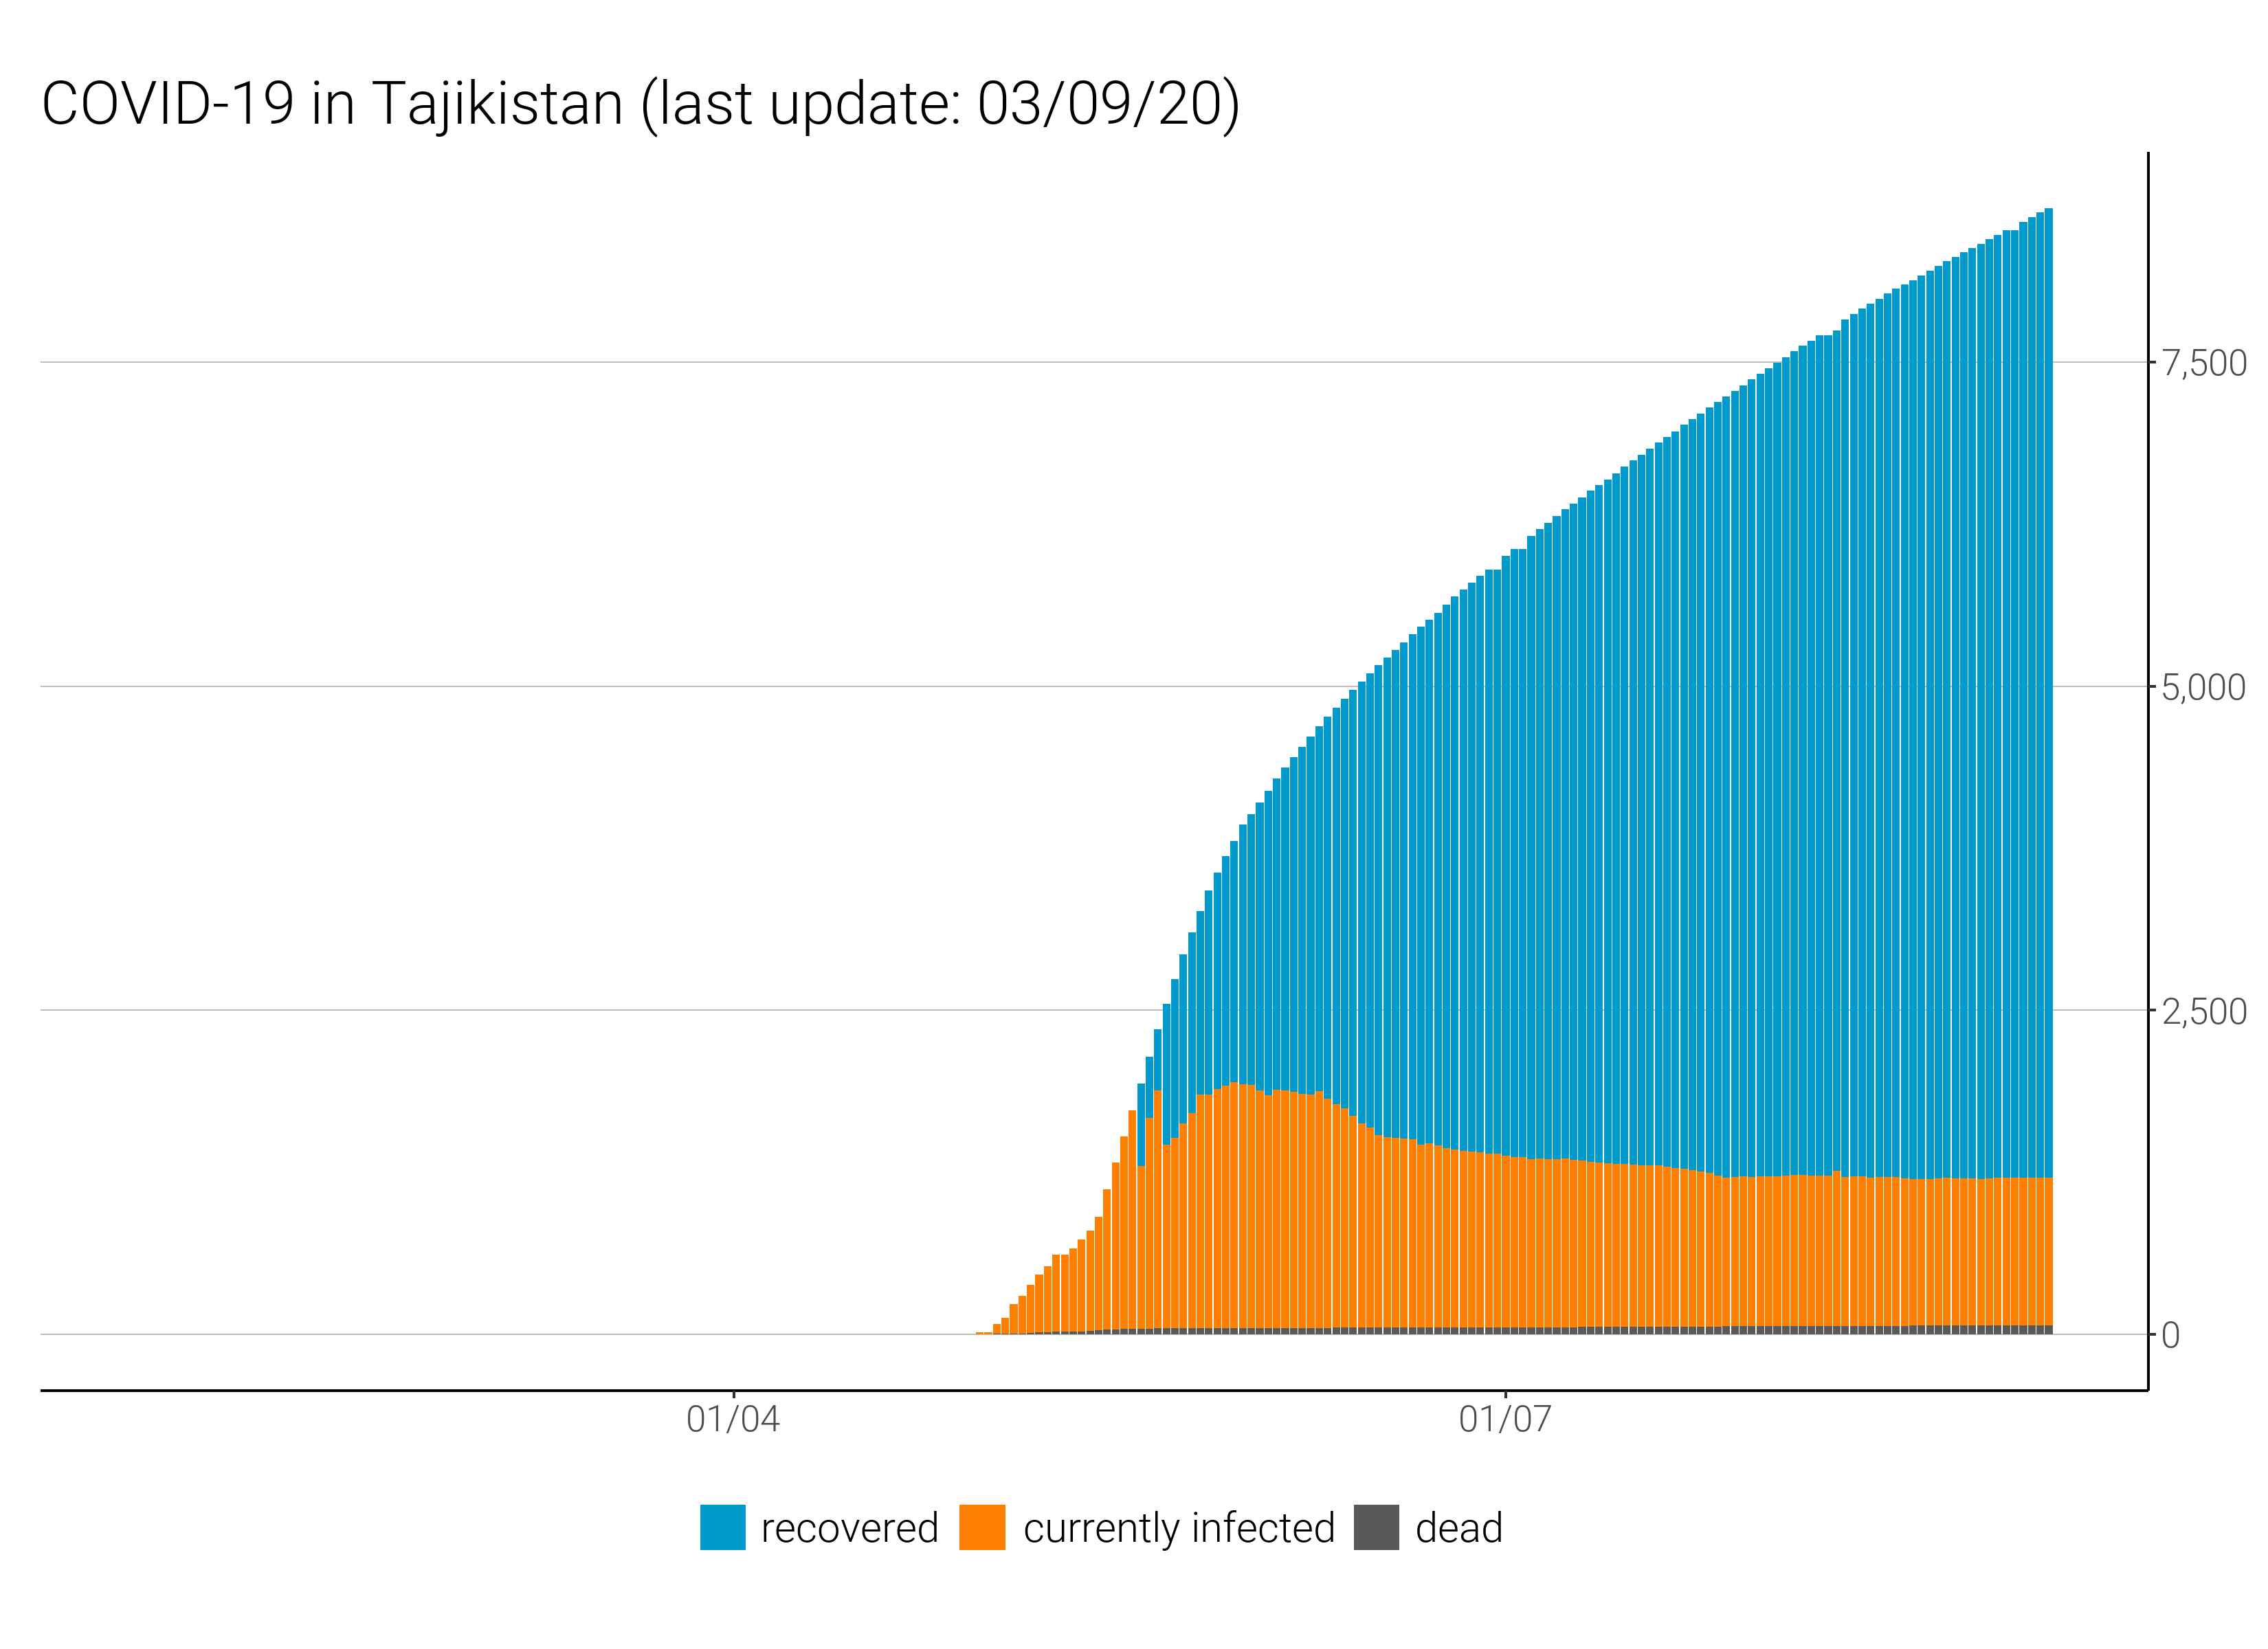 COVID-19 in Tajikistan (last update: 03/09/20)
7,500
5,000
2,500
0
01/04 01/07
recovered currently infected dead